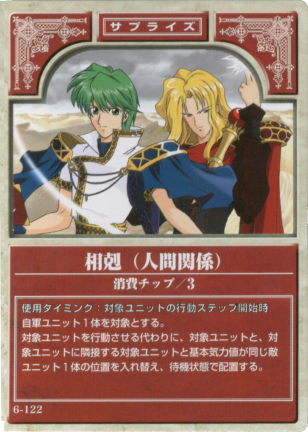 サプライズ
相剋（人間関係）
消費チップ／3
使用タイミング：対象ユニットの行動ステップ開始時
自軍ユニット１体を対象とする。
対象ユニットを行動させる代わりに、対象ユニットと、対
象ユニットに隣接する対象ユニットと基本気力値が同じ敵
ユニット１体の位置を入れ替え、待機状態で配置する。
6-122